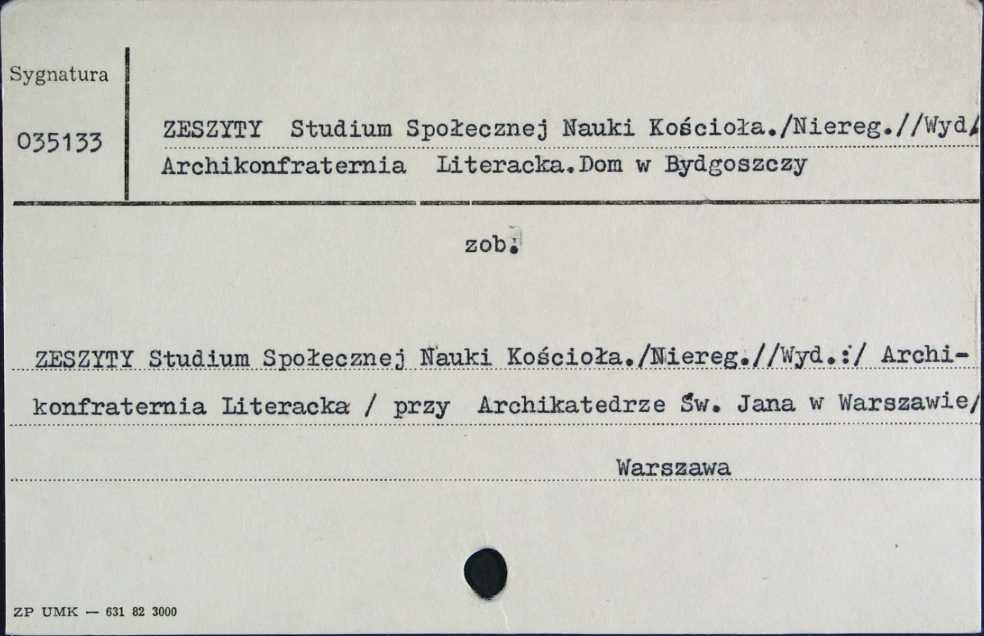 Sygnatura
035133
ZESZYTY Studium Społecznej Nauki Kościoła./Niereg.//Wyd.
Archikonfraternia Literacka.Dom w Bydgoszczy
zob.
ZESZYTY Studium Społecznej Nauki Kościoła./Niereg.//Wyd.:/ Archi-
konfraternia Literacka / przy Archikatedrze Św. Jana w Warszawie/
Warszawa
ZP UMK — 631 82 3000